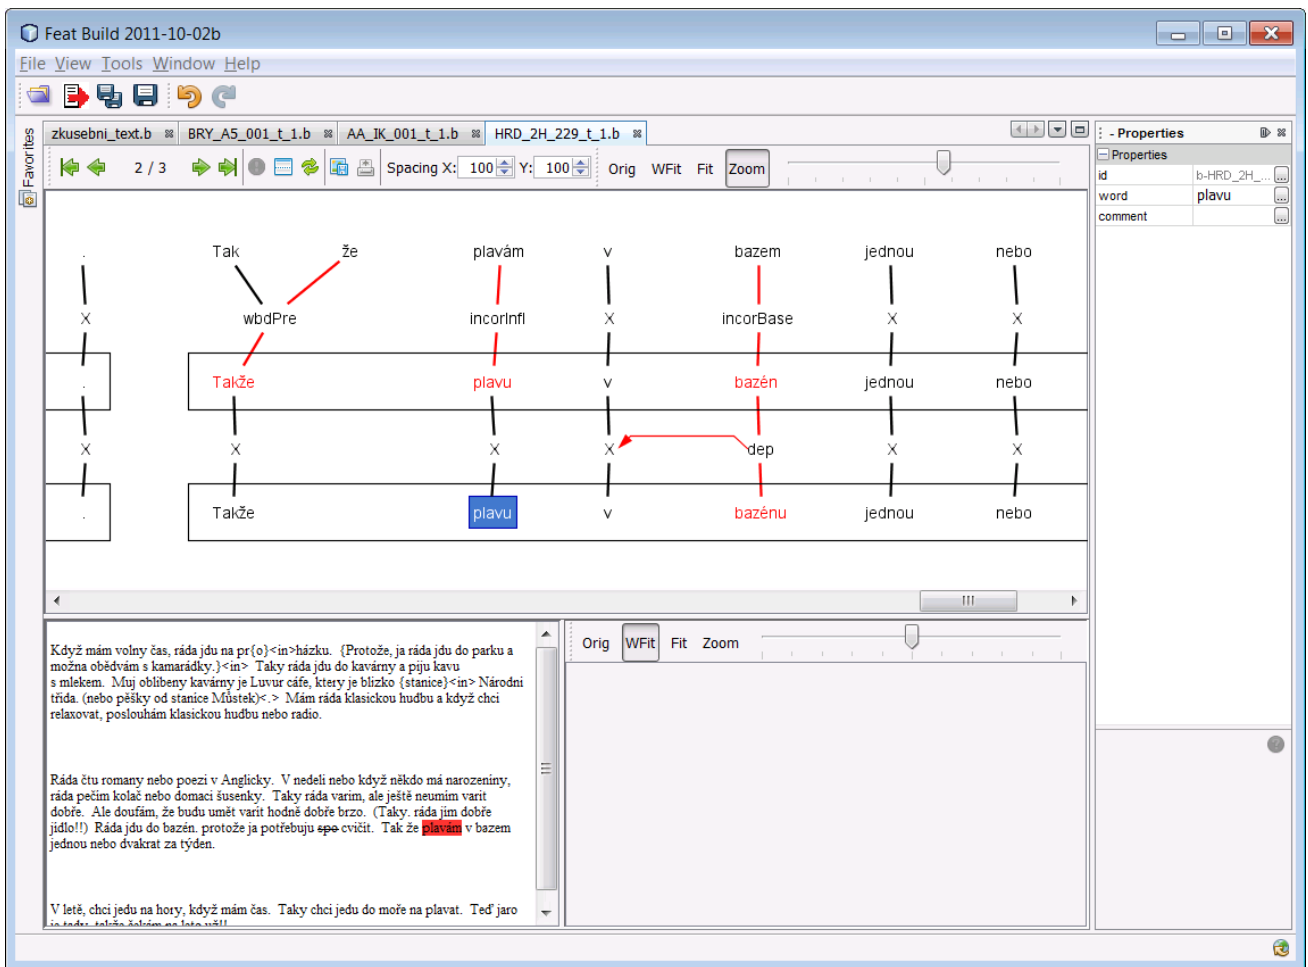 Feat Build 2011-10-02b
File View Tools Window Help
Favorites
zkusebni_text.b BRY_A5_001_t_1.b AA_IK_001_t_1.b HRD_2H_229_t_1.b
2 / 3 Spacing X: 100 Y: 100 Orig WFit Fit Zoom
. Tak že plavám v bazem jednou nebo
X wbdPre incorInfl X incorBase X X
. Takže plavu v bazén jednou nebo
X X X X dep X X
. Takže plavu v bazénu jednou nebo
Když mám volny čas, ráda jdu na pr{o}<in>házku. {Protože, ja ráda jdu do parku a
možna obědvám s kamarádky.}<in> Taky ráda jdu do kavárny a piju kavu
s mlekem. Muj oblibeny kavárny je Luvur cáfe, ktery je blizko {stanice}<in> Národni
třída. (nebo pěšky od stanice Můstek)<.> Mám ráda klasickou hudbu a když chci
relaxovat, poslouhám klasickou hudbu nebo radio.
Ráda čtu romany nebo poezi v Anglicky. V nedeli nebo když někdo má narozeniny,
ráda pečim kolač nebo domaci šusenky. Taky ráda varim, ale ještě neumím varit
dobře. Ale doufám, že budu umět varit hodně dobře brzo. (Taky. ráda jim dobře
jidlo!!) Ráda jdu do bazén. protože ja potřebuju spo cvičit. Tak že plavám v bazem
jednou nebo dvakrat za týden.
V letě, chci jedu na hory, když mám čas. Taky chci jedu do moře na plavat. Teď jaro
je tady, takže čekám na leto už!!
Orig WFit Fit Zoom
- Properties
Properties
id b-HRD_2H_... ...
word plavu ...
comment ...